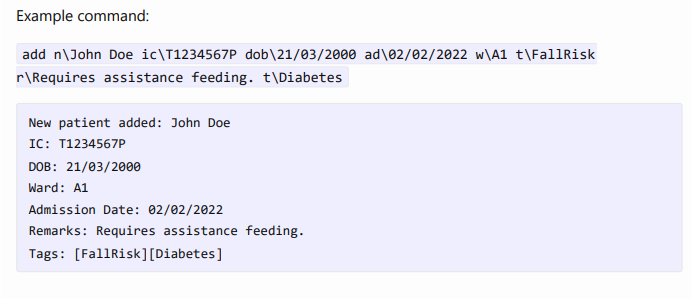 Example command:
add n\John Doe ic\T1234567P dob\21/03/2000 ad\02/02/2022 w\A1 t\FallRisk
r\Requires assistance feeding. t\Diabetes
New patient added: John Doe
IC: T1234567P
DOB: 21/03/2000
Ward: A1
Admission Date: 02/02/2022
Remarks: Requires assistance feeding.
Tags: [FallRisk][Diabetes]